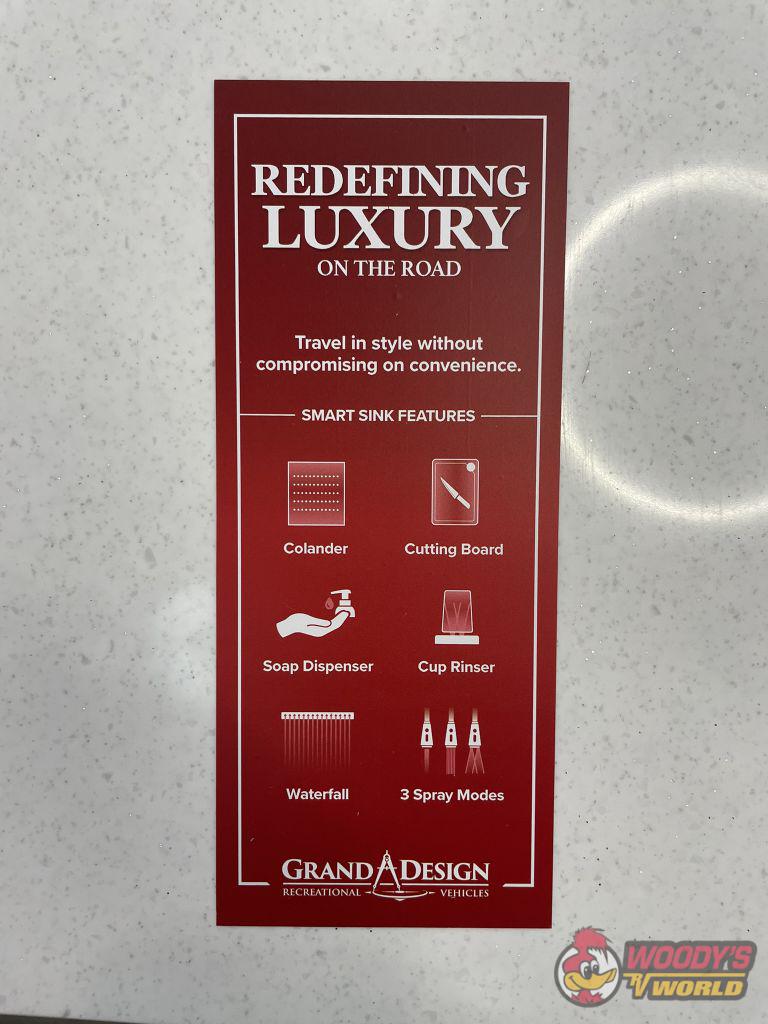 REDEFINING
LUXURY
ON THE ROAD
Travel in style without
compromising on convenience.
SMART SINK FEATURES
Colander
Cutting Board
Soap Dispenser
Cup Rinser
Waterfall
3 Spray Modes
GRAND DESIGN
RECREATIONAL VEHICLES
WOODY'S
RV WORLD